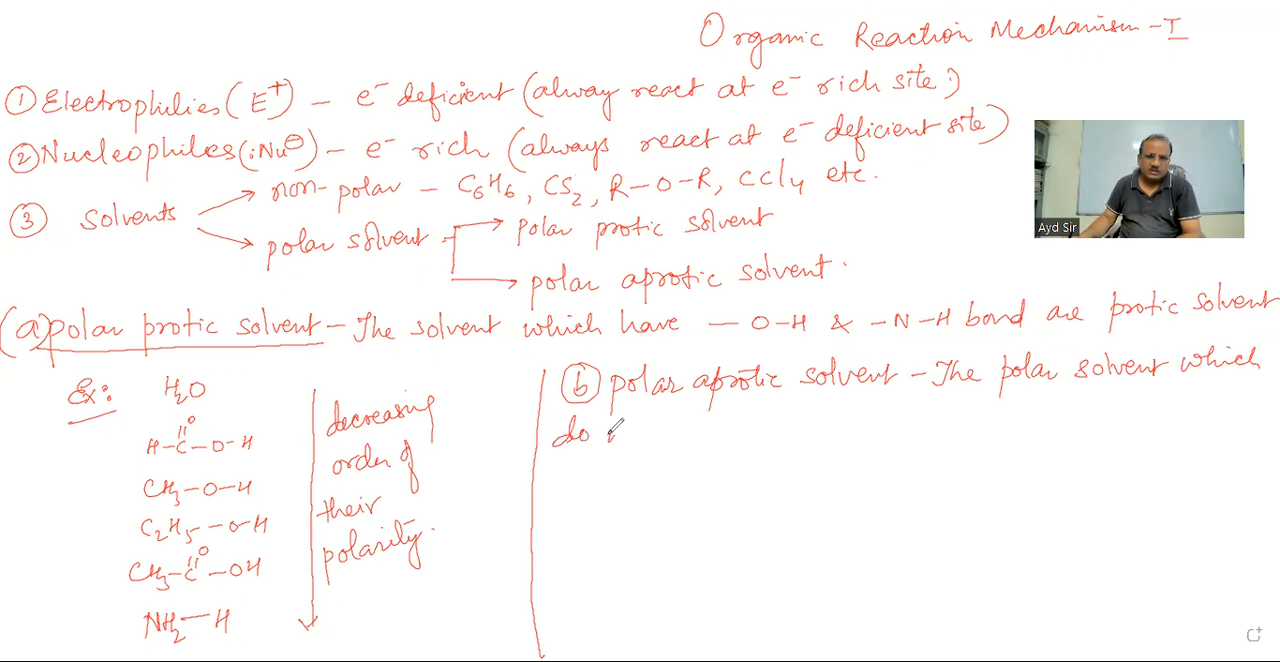 Organic Reaction Mechanism-I
① Electrophilies (E⁺) - e⁻ deficient (alway react at e⁻ rich site:)
② Nucleophiles (:Nu⊖) - e⁻ rich (always react at e⁻ deficient site)
③ Solvents
non-polar - C₆H₆, CS₂, R-O-R, CCl₄ etc.
polar solvent
polar protic solvent
polar aprotic solvent.
Ayd Sir
(a) polar protic solvent - The solvent which have - O-H & -N-H bond are protic solvent
Ex:
H₂O
H-C(=O)-O-H
CH₃-O-H
C₂H₅-O-H
CH₃-C(=O)-OH
NH₂-H
decreasing
order of
their
polarity.
ⓑ polar aprotic solvent - The polar solvent which
do